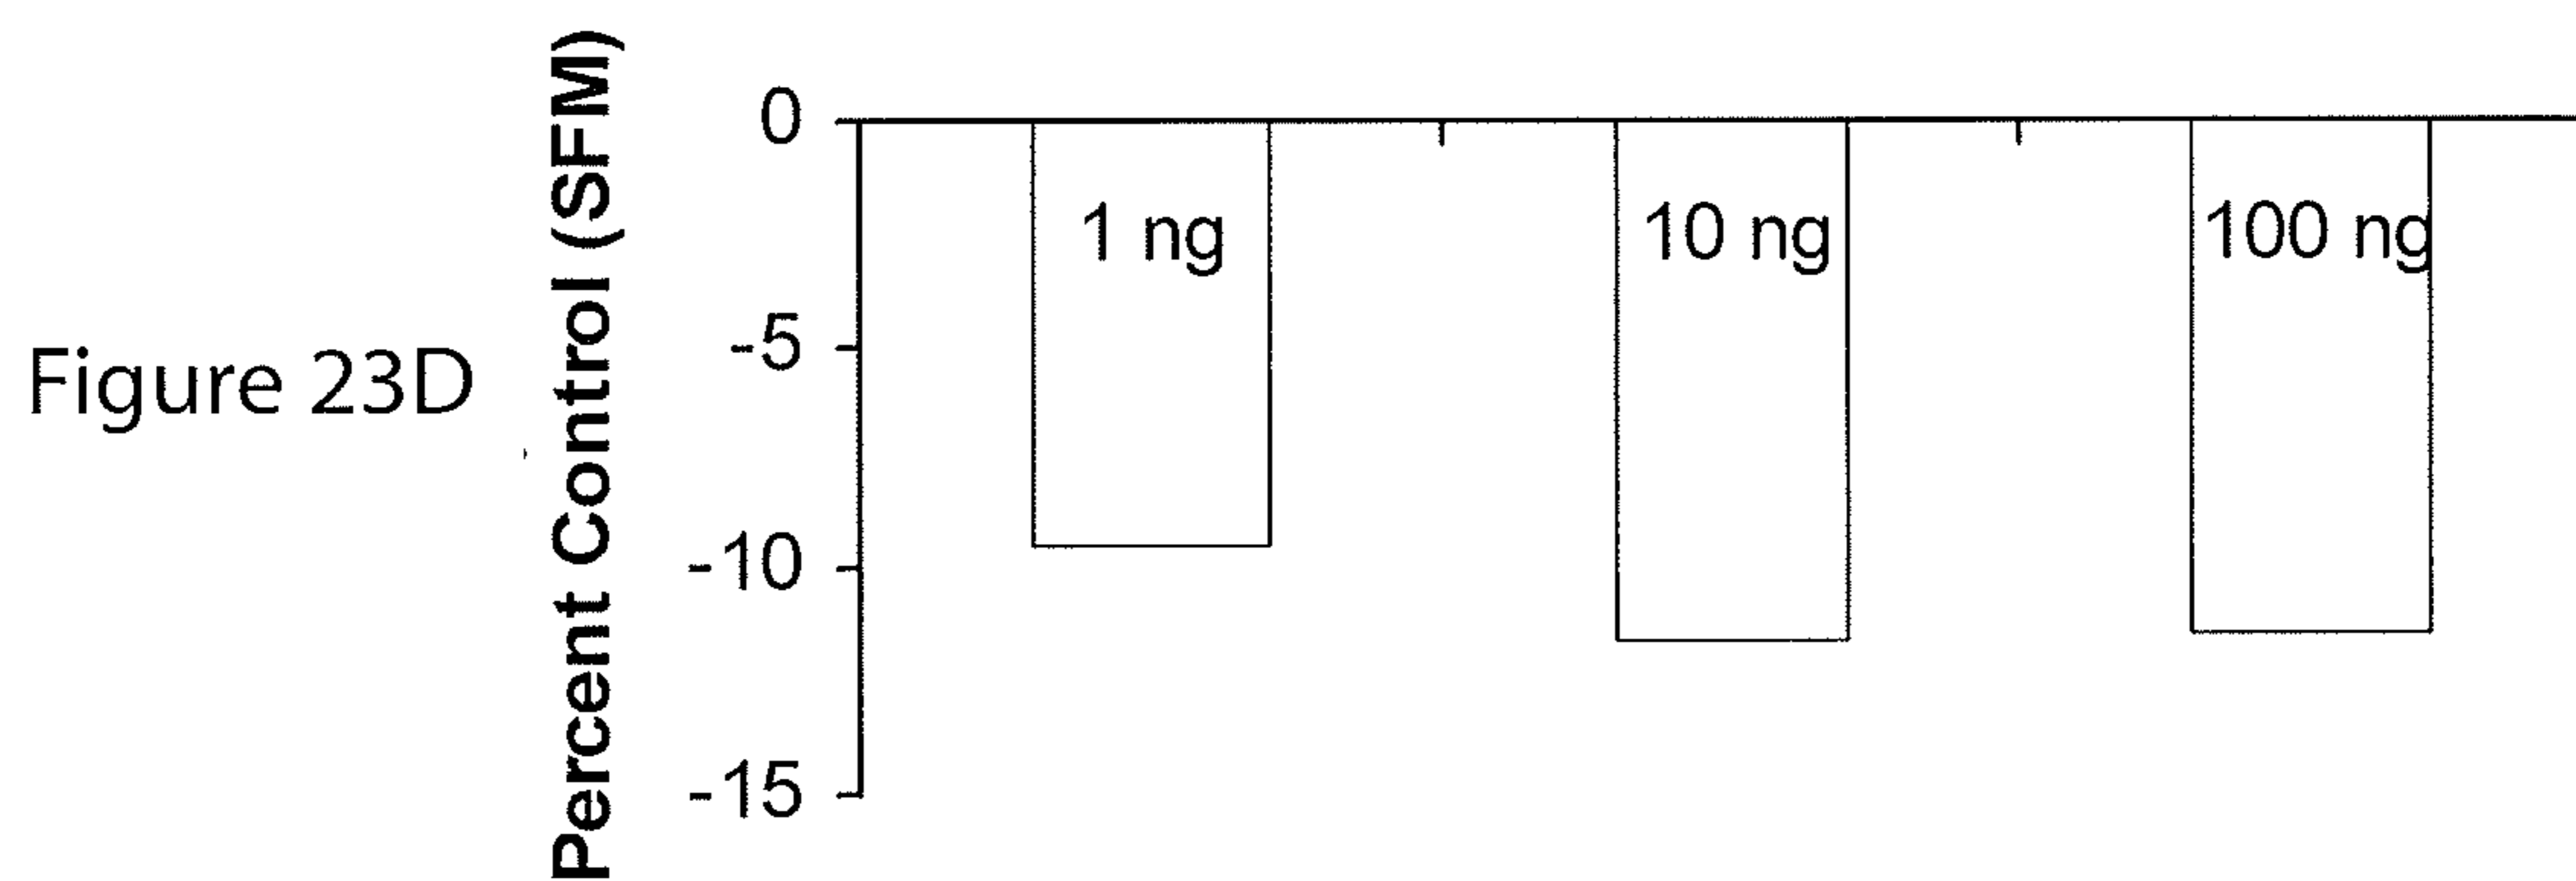 Figure 23D
Percent Control (SFM)
0
-5
-10
-15
1 ng
10 ng
100 ng